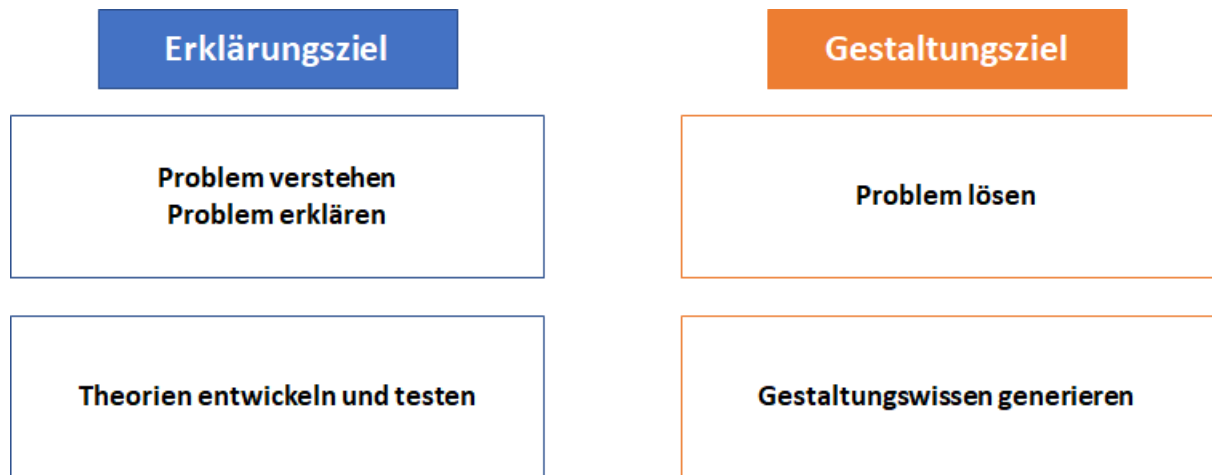 Erklärungsziel
Gestaltungsziel
Problem verstehen
Problem erklären
Problem lösen
Theorien entwickeln und testen
Gestaltungswissen generieren